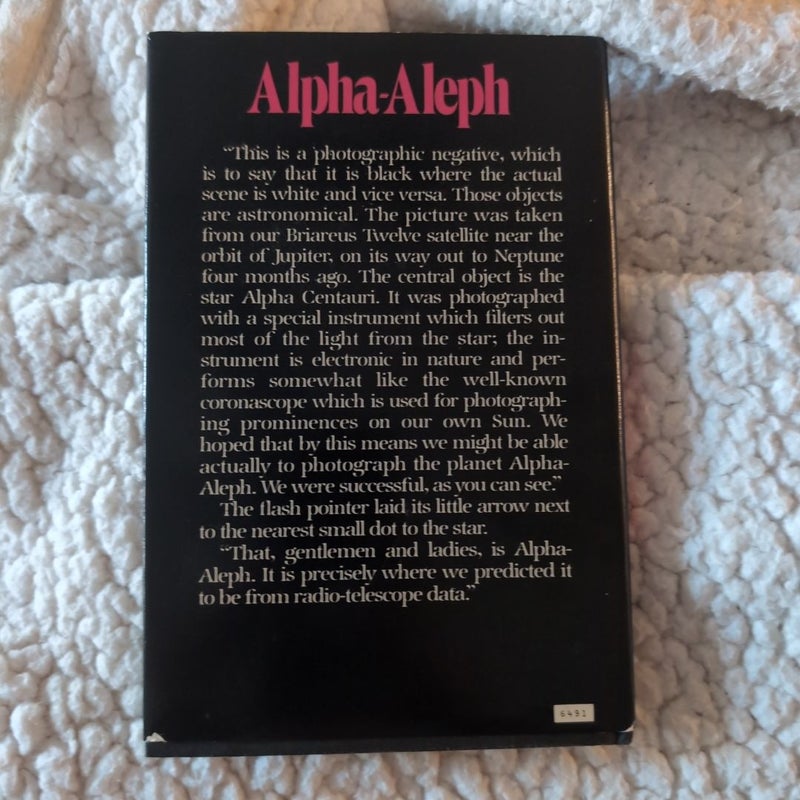 Alpha-Aleph
“This is a photographic negative, which
is to say that it is black where the actual
scene is white and vice versa. Those objects
are astronomical. The picture was taken
from our Briareus Twelve satellite near the
orbit of Jupiter, on its way out to Neptune
four months ago. The central object is the
star Alpha Centauri. It was photographed
with a special instrument which filters out
most of the light from the star; the in-
strument is electronic in nature and per-
forms somewhat like the well-known
coronascope which is used for photograph-
ing prominences on our own Sun. We
hoped that by this means we might be able
actually to photograph the planet Alpha-
Aleph. We were successful, as you can see.”
The flash pointer laid its little arrow next
to the nearest small dot to the star.
“That, gentlemen and ladies, is Alpha-
Aleph. It is precisely where we predicted it
to be from radio-telescope data.”
6491